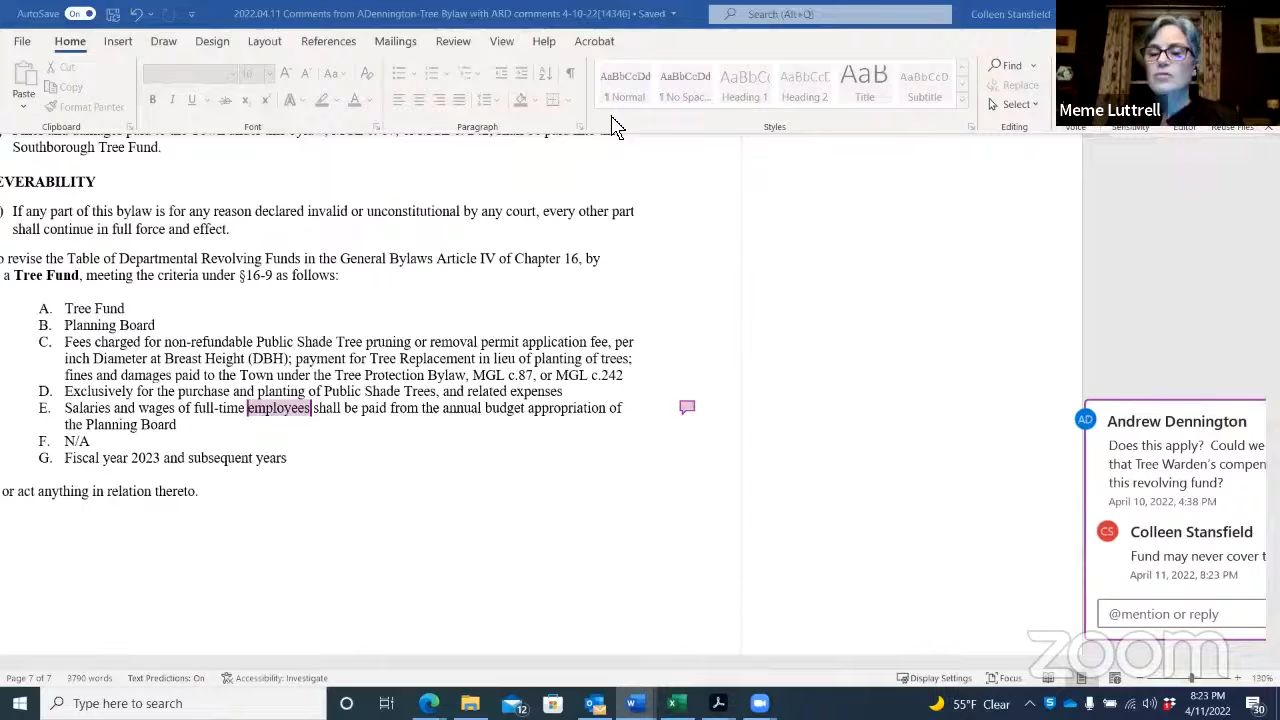 AutoSave On
2022.04.11 WORKING COMMENTS 4-10-22[14346] • Saved
Search (Alt+Q)
Colleen Stansfield
File Home Insert Draw Design Layout References Mailings Review View Help Acrobat
Meme Luttrell
Paste
Cut
Copy
Format Painter
AaBbCcDd AaBbCcDd AaBbCc AaBbCcD AaB AaBbCcD
¶ Normal ¶ No Spac... Heading 1 Heading 2 Title Subtitle
Find
Replace
Select
Clipboard Font Paragraph Styles Editing Voice Sensitivity Editor Reuse Files
Southborough Tree Fund.
EVERABILITY
) If any part of this bylaw is for any reason declared invalid or unconstitutional by any court, every other part
shall continue in full force and effect.
o revise the Table of Departmental Revolving Funds in the General Bylaws Article IV of Chapter 16, by
a Tree Fund, meeting the criteria under §16-9 as follows:
A. Tree Fund
B. Planning Board
C. Fees charged for non-refundable Public Shade Tree pruning or removal permit application fee, per
inch Diameter at Breast Height (DBH); payment for Tree Replacement in lieu of planting of trees;
fines and damages paid to the Town under the Tree Protection Bylaw, MGL c.87, or MGL c.242
D. Exclusively for the purchase and planting of Public Shade Trees, and related expenses
E. Salaries and wages of full-time employees shall be paid from the annual budget appropriation of
the Planning Board
F. N/A
G. Fiscal year 2023 and subsequent years
or act anything in relation thereto.
AD Andrew Dennington
Does this apply? Could we
that Tree Warden's compen
this revolving fund?
April 10, 2022, 4:38 PM
CS Colleen Stansfield
Fund may never cover t
April 11, 2022, 8:23 PM
@mention or reply
zoom
Page 7 of 7 3790 words Text Predictions: On Accessibility: Investigate Display Settings Focus 130%
Type here to search
12
55°F Clear
8:23 PM
4/11/2022
30